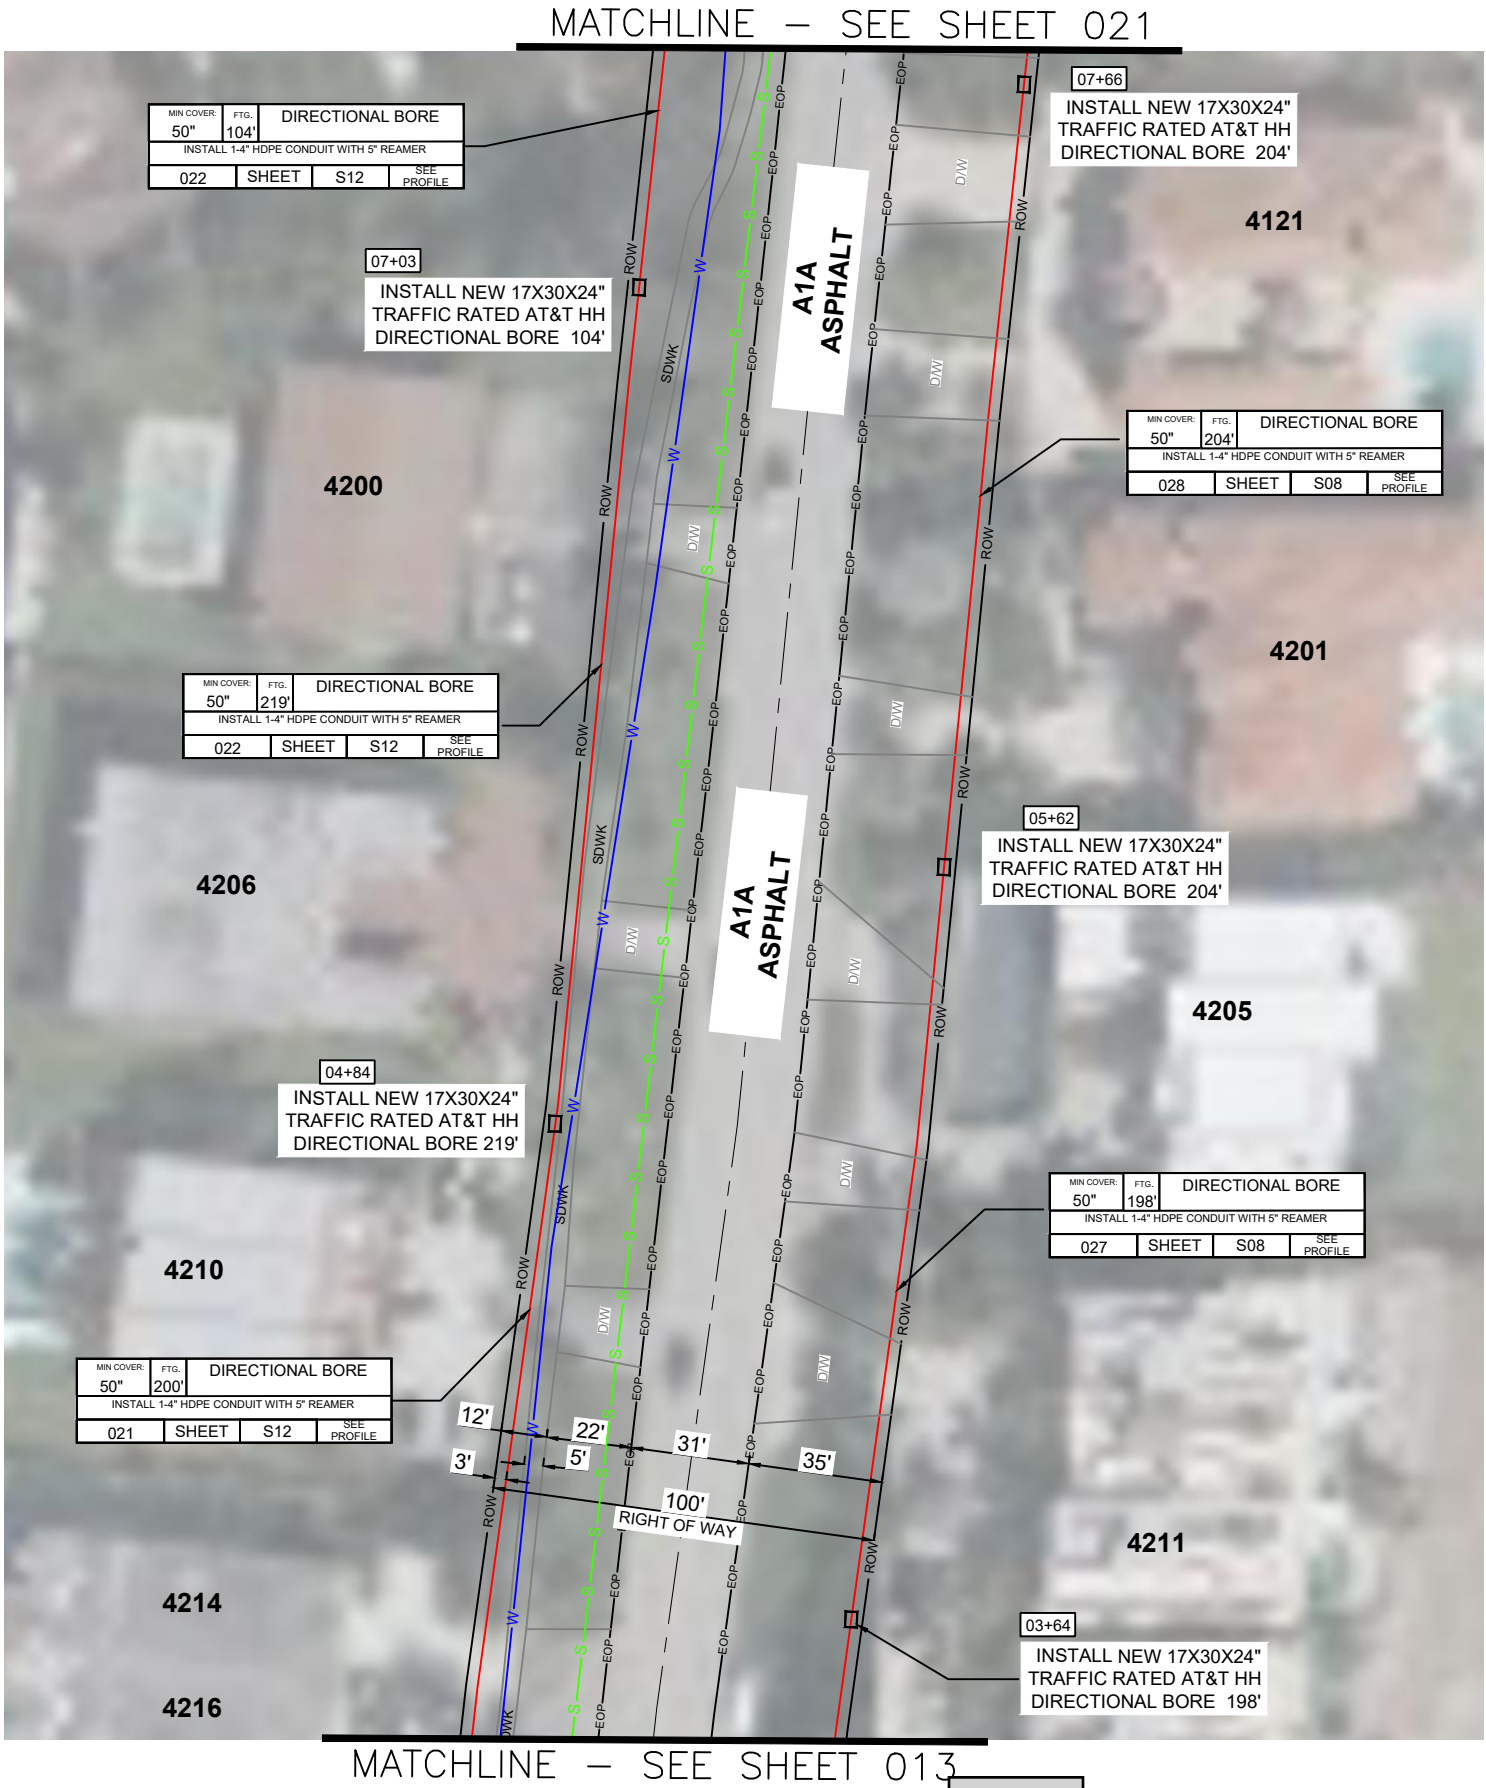 MATCHLINE - SEE SHEET 021
MIN COVER: FTG. DIRECTIONAL BORE
50" 104'
INSTALL 1-4" HDPE CONDUIT WITH 5" REAMER
022 SHEET S12 SEE PROFILE
07+66
INSTALL NEW 17X30X24"
TRAFFIC RATED AT&T HH
DIRECTIONAL BORE 204'
4121
07+03
INSTALL NEW 17X30X24"
TRAFFIC RATED AT&T HH
DIRECTIONAL BORE 104'
A1A
ASPHALT
ROW
EOP
SDWK
D/W
W
S
MIN COVER: FTG. DIRECTIONAL BORE
50" 204'
INSTALL 1-4" HDPE CONDUIT WITH 5" REAMER
028 SHEET S08 SEE PROFILE
4200
4201
MIN COVER: FTG. DIRECTIONAL BORE
50" 219'
INSTALL 1-4" HDPE CONDUIT WITH 5" REAMER
022 SHEET S12 SEE PROFILE
05+62
INSTALL NEW 17X30X24"
TRAFFIC RATED AT&T HH
DIRECTIONAL BORE 204'
4206
A1A
ASPHALT
SDWK
4205
04+84
INSTALL NEW 17X30X24"
TRAFFIC RATED AT&T HH
DIRECTIONAL BORE 219'
SDWK
MIN COVER: FTG. DIRECTIONAL BORE
50" 198'
INSTALL 1-4" HDPE CONDUIT WITH 5" REAMER
027 SHEET S08 SEE PROFILE
4210
MIN COVER: FTG. DIRECTIONAL BORE
50" 200'
INSTALL 1-4" HDPE CONDUIT WITH 5" REAMER
021 SHEET S12 SEE PROFILE
12' 22' 31' 35'
3' 5'
100'
RIGHT OF WAY
4211
4214
03+64
INSTALL NEW 17X30X24"
TRAFFIC RATED AT&T HH
DIRECTIONAL BORE 198'
4216
DWK
MATCHLINE - SEE SHEET 013